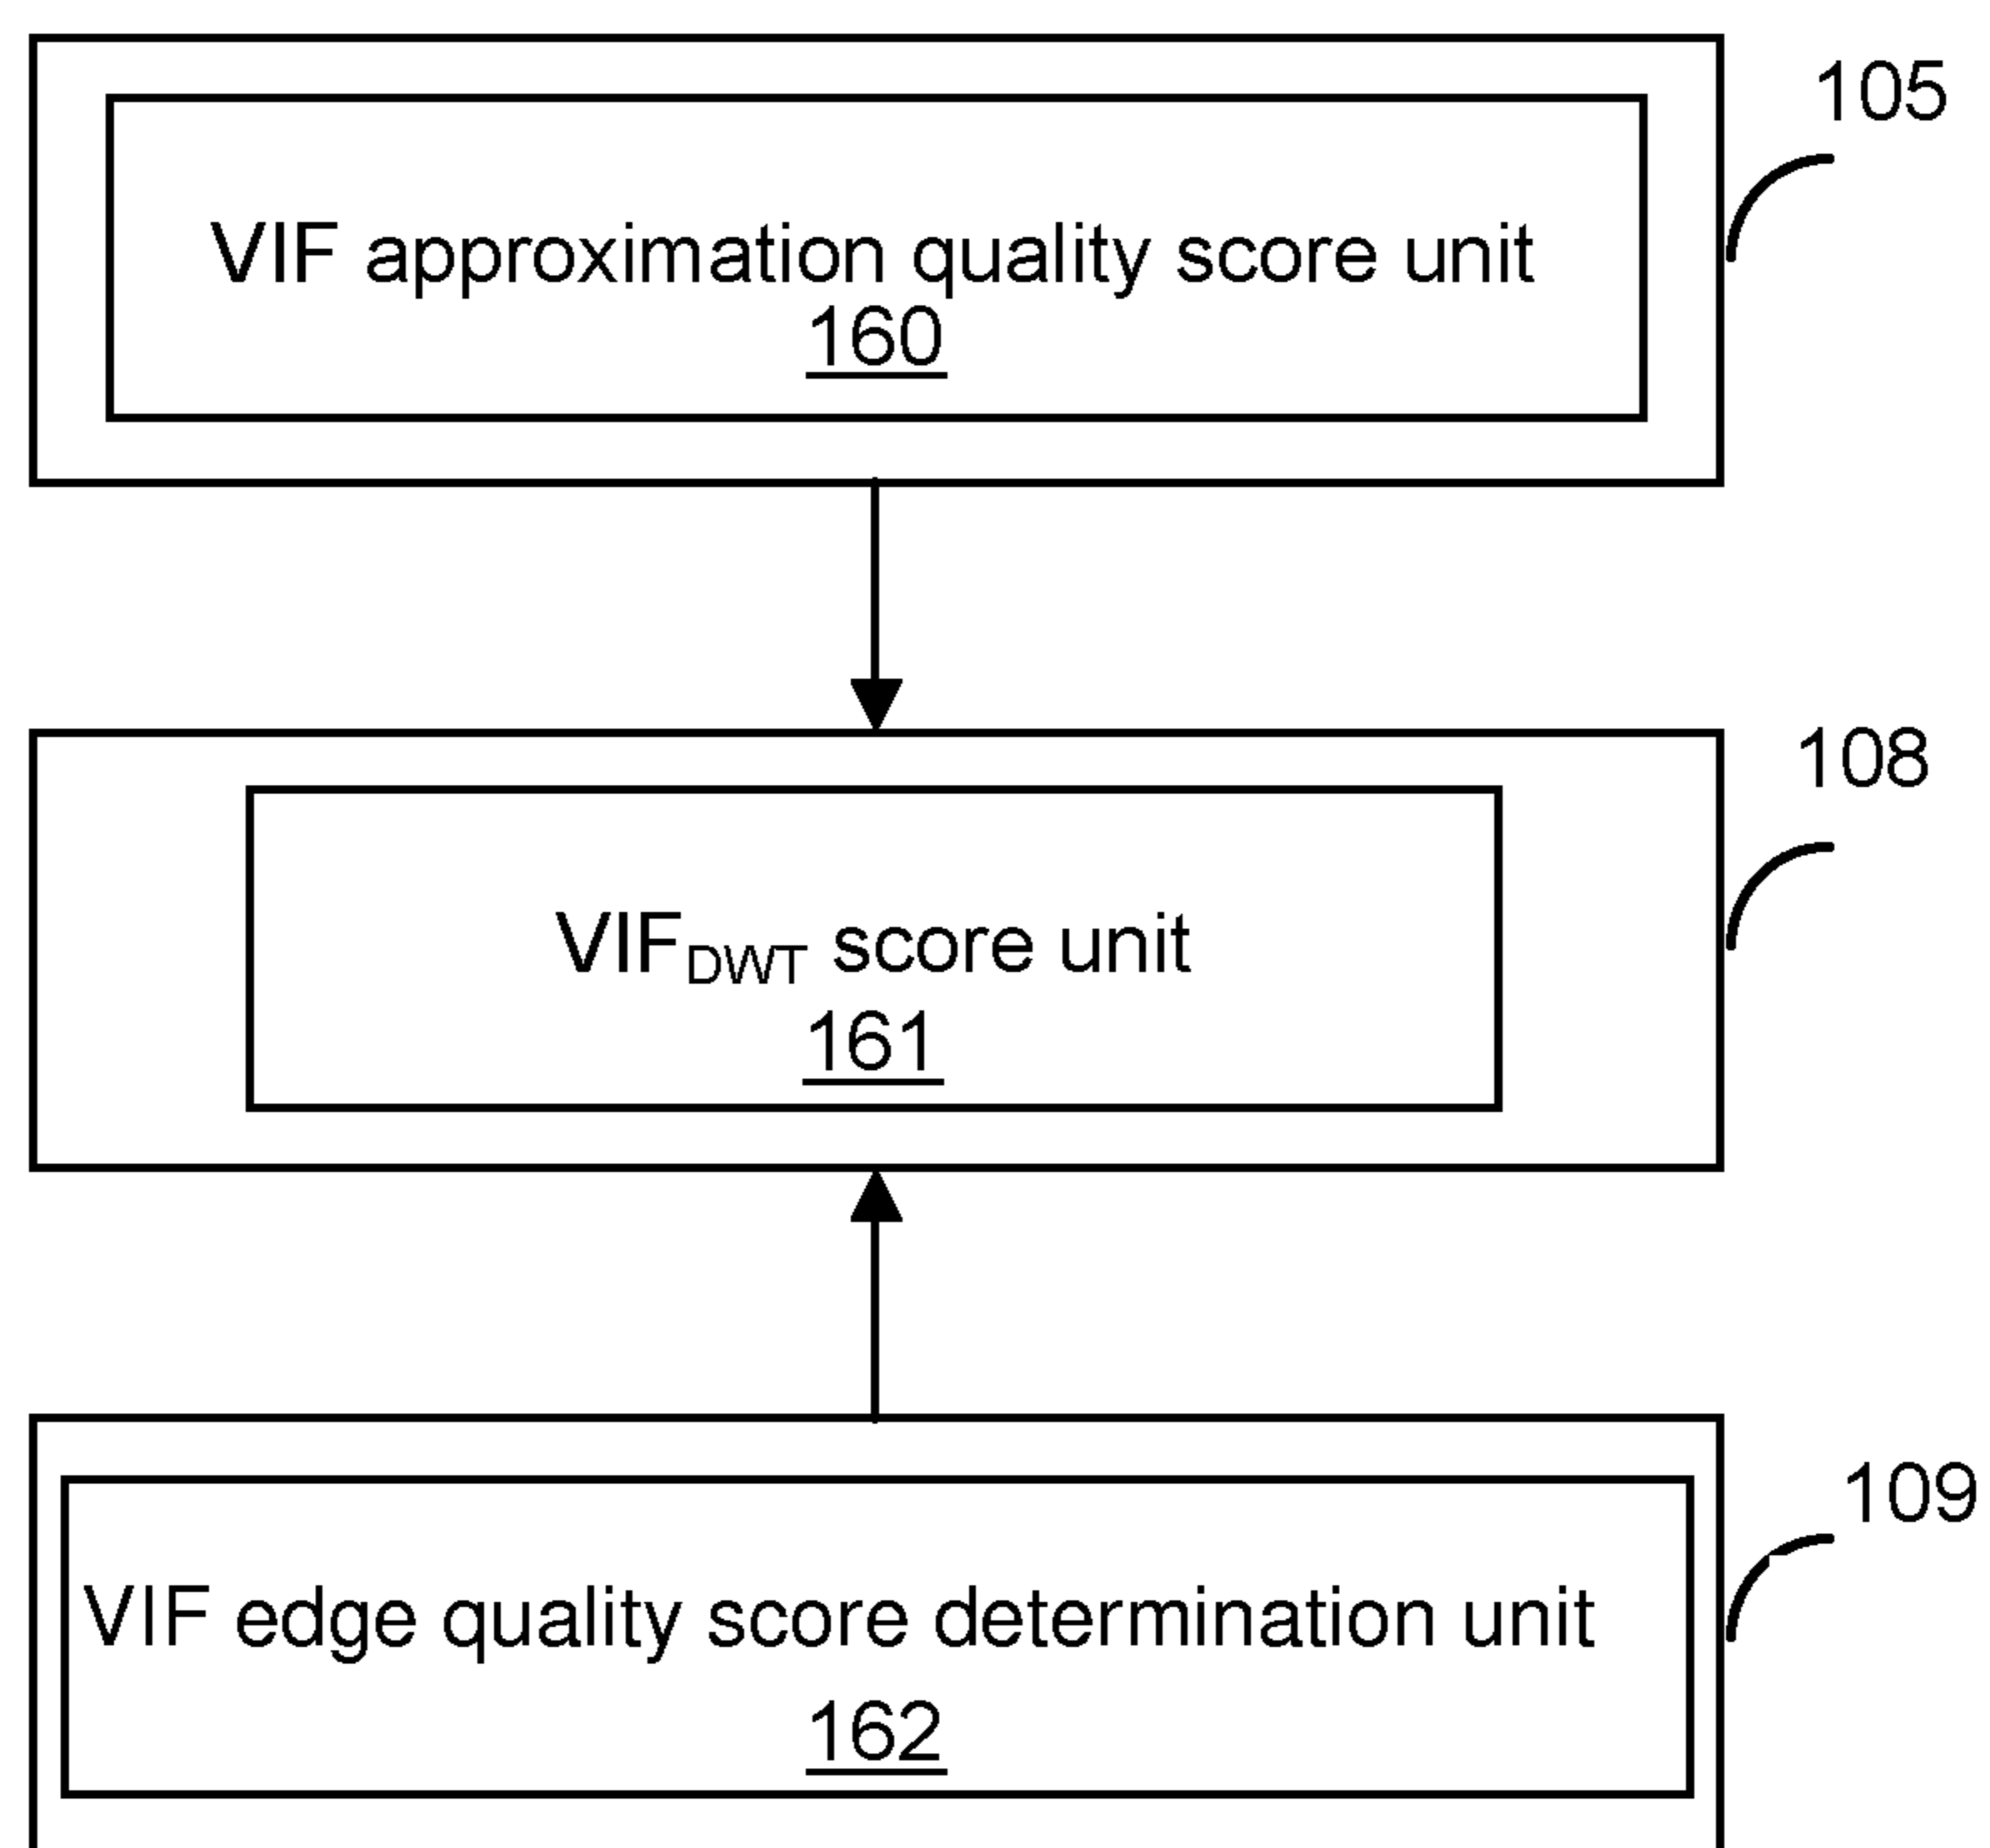 105
VIF approximation quality score unit
160
108
VIFDWT score unit
161
109
VIF edge quality score determination unit
162